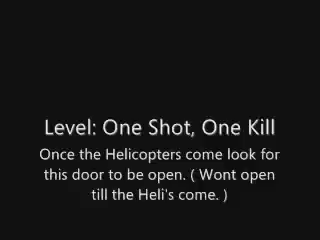 Level: One Shot, One Kill
Once the Helicopters come look for
this door to be open. ( Wont open
till the Heli's come. )